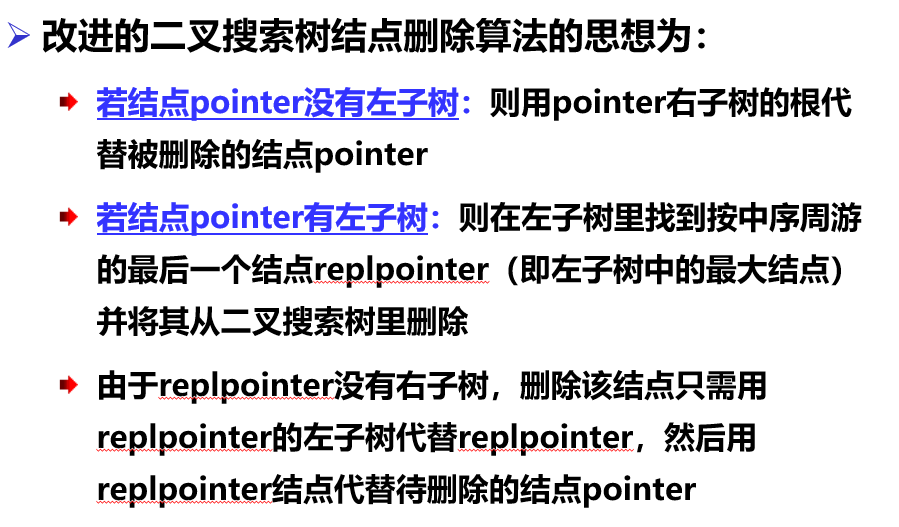 改进的二叉搜索树结点删除算法的思想为：
若结点pointer没有左子树：则用pointer右子树的根代
替被删除的结点pointer
若结点pointer有左子树：则在左子树里找到按中序周游
的最后一个结点replpointer（即左子树中的最大结点）
并将其从二叉搜索树里删除
由于replpointer没有右子树，删除该结点只需用
replpointer的左子树代替replpointer，然后用
replpointer结点代替待删除的结点pointer